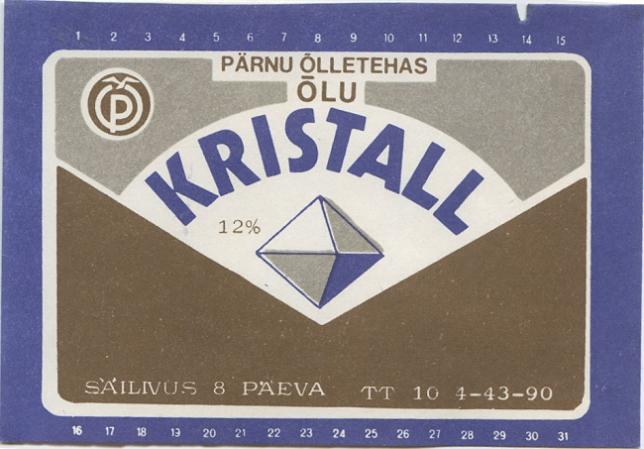 1 2 3 4 5 6 7 8 9 10 11 12 13 14 15
PÄRNU ÕLLETEHAS
ÕLU
KRISTALL
12%
SÄILIVUS 8 PÄEVA TT 10 4-43-90
16 17 18 19 20 21 22 23 24 25 26 27 28 29 30 31